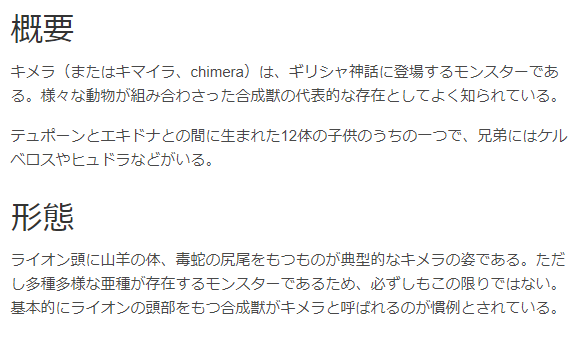 概要
キメラ（またはキマイラ、chimera）は、ギリシャ神話に登場するモンスターであ
る。様々な動物が組み合わさった合成獣の代表的な存在としてよく知られている。
テュポーンとエキドナとの間に生まれた12体の子供のうちの一つで、兄弟にはケル
ベロスやヒュドラなどがいる。
形態
ライオン頭に山羊の体、毒蛇の尻尾をもつものが典型的なキメラの姿である。ただ
し多種多様な亜種が存在するモンスターであるため、必ずしもこの限りではない。
基本的にライオンの頭部をもつ合成獣がキメラと呼ばれるのが慣例とされている。